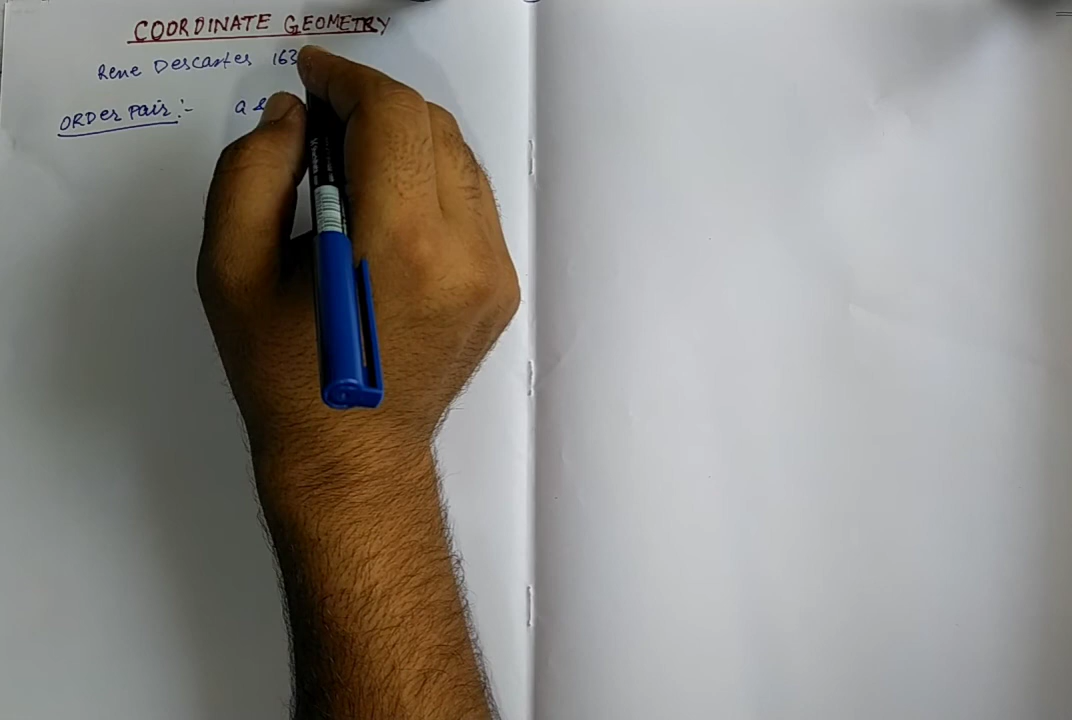 COORDINATE GEOMETRY
Rene Descartes 163
ORDer Pair :- a &